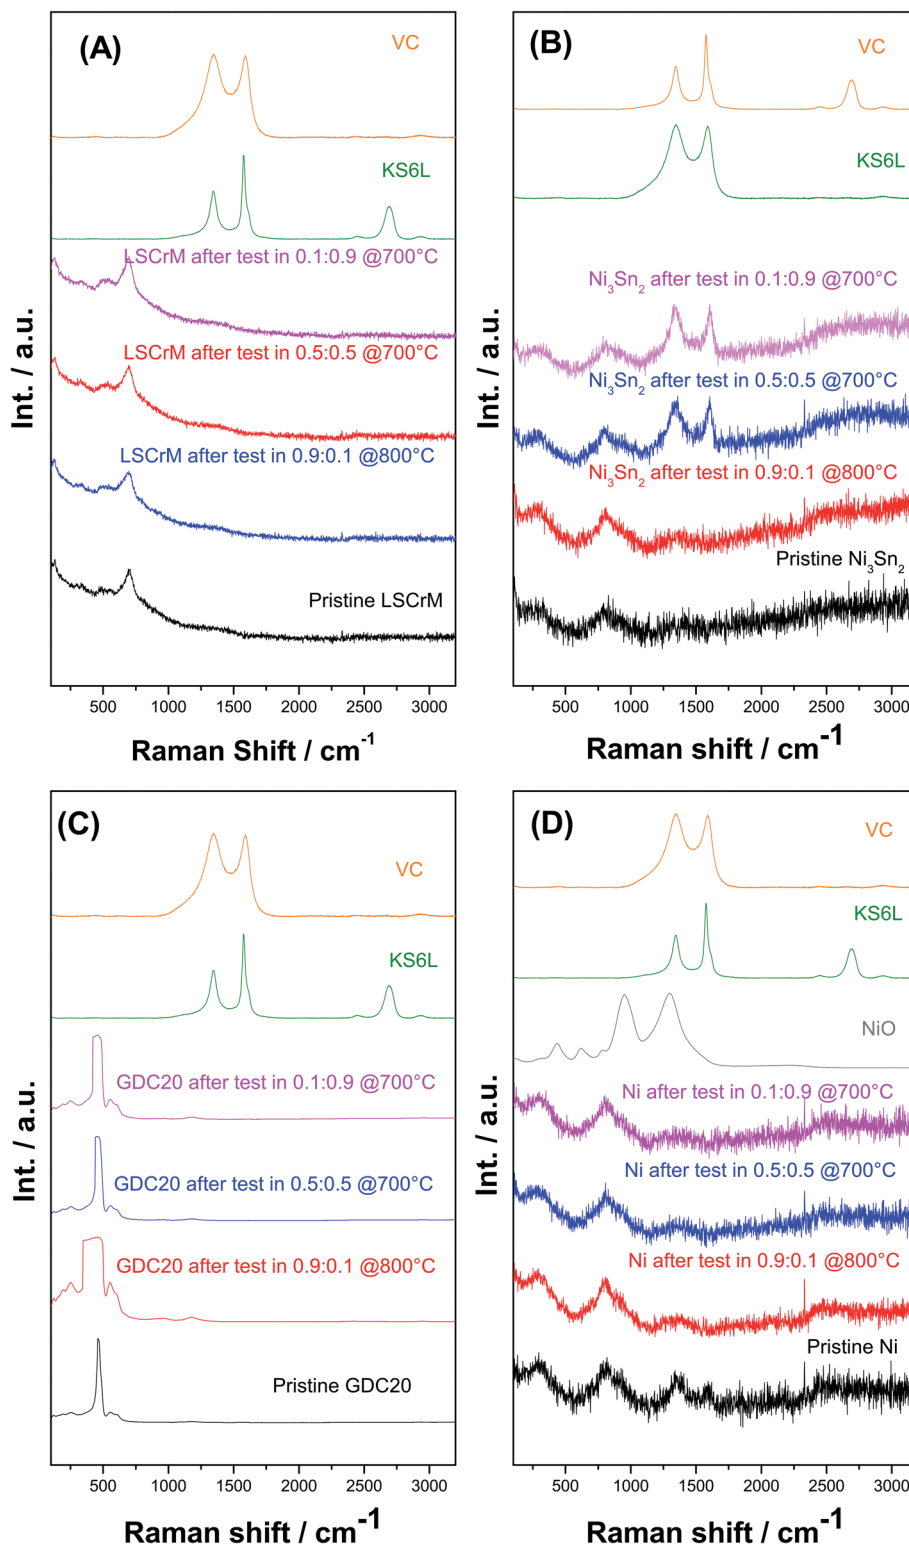 (A)
VC
KS6L
LSCrM after test in 0.1:0.9 @700°C
LSCrM after test in 0.5:0.5 @700°C
LSCrM after test in 0.9:0.1 @800°C
Pristine LSCrM
Int. / a.u.
500 1000 1500 2000 2500 3000
Raman Shift / cm⁻¹
(B)
VC
KS6L
Ni₃Sn₂ after test in 0.1:0.9 @700°C
Ni₃Sn₂ after test in 0.5:0.5 @700°C
Ni₃Sn₂ after test in 0.9:0.1 @800°C
Pristine Ni₃Sn₂
Int. / a.u.
500 1000 1500 2000 2500 3000
Raman shift / cm⁻¹
(C)
VC
KS6L
GDC20 after test in 0.1:0.9 @700°C
GDC20 after test in 0.5:0.5 @700°C
GDC20 after test in 0.9:0.1 @800°C
Pristine GDC20
Int. / a.u.
500 1000 1500 2000 2500 3000
Raman shift / cm⁻¹
(D)
VC
KS6L
NiO
Ni after test in 0.1:0.9 @700°C
Ni after test in 0.5:0.5 @700°C
Ni after test in 0.9:0.1 @800°C
Pristine Ni
Int. / a.u.
500 1000 1500 2000 2500 3000
Raman shift / cm⁻¹